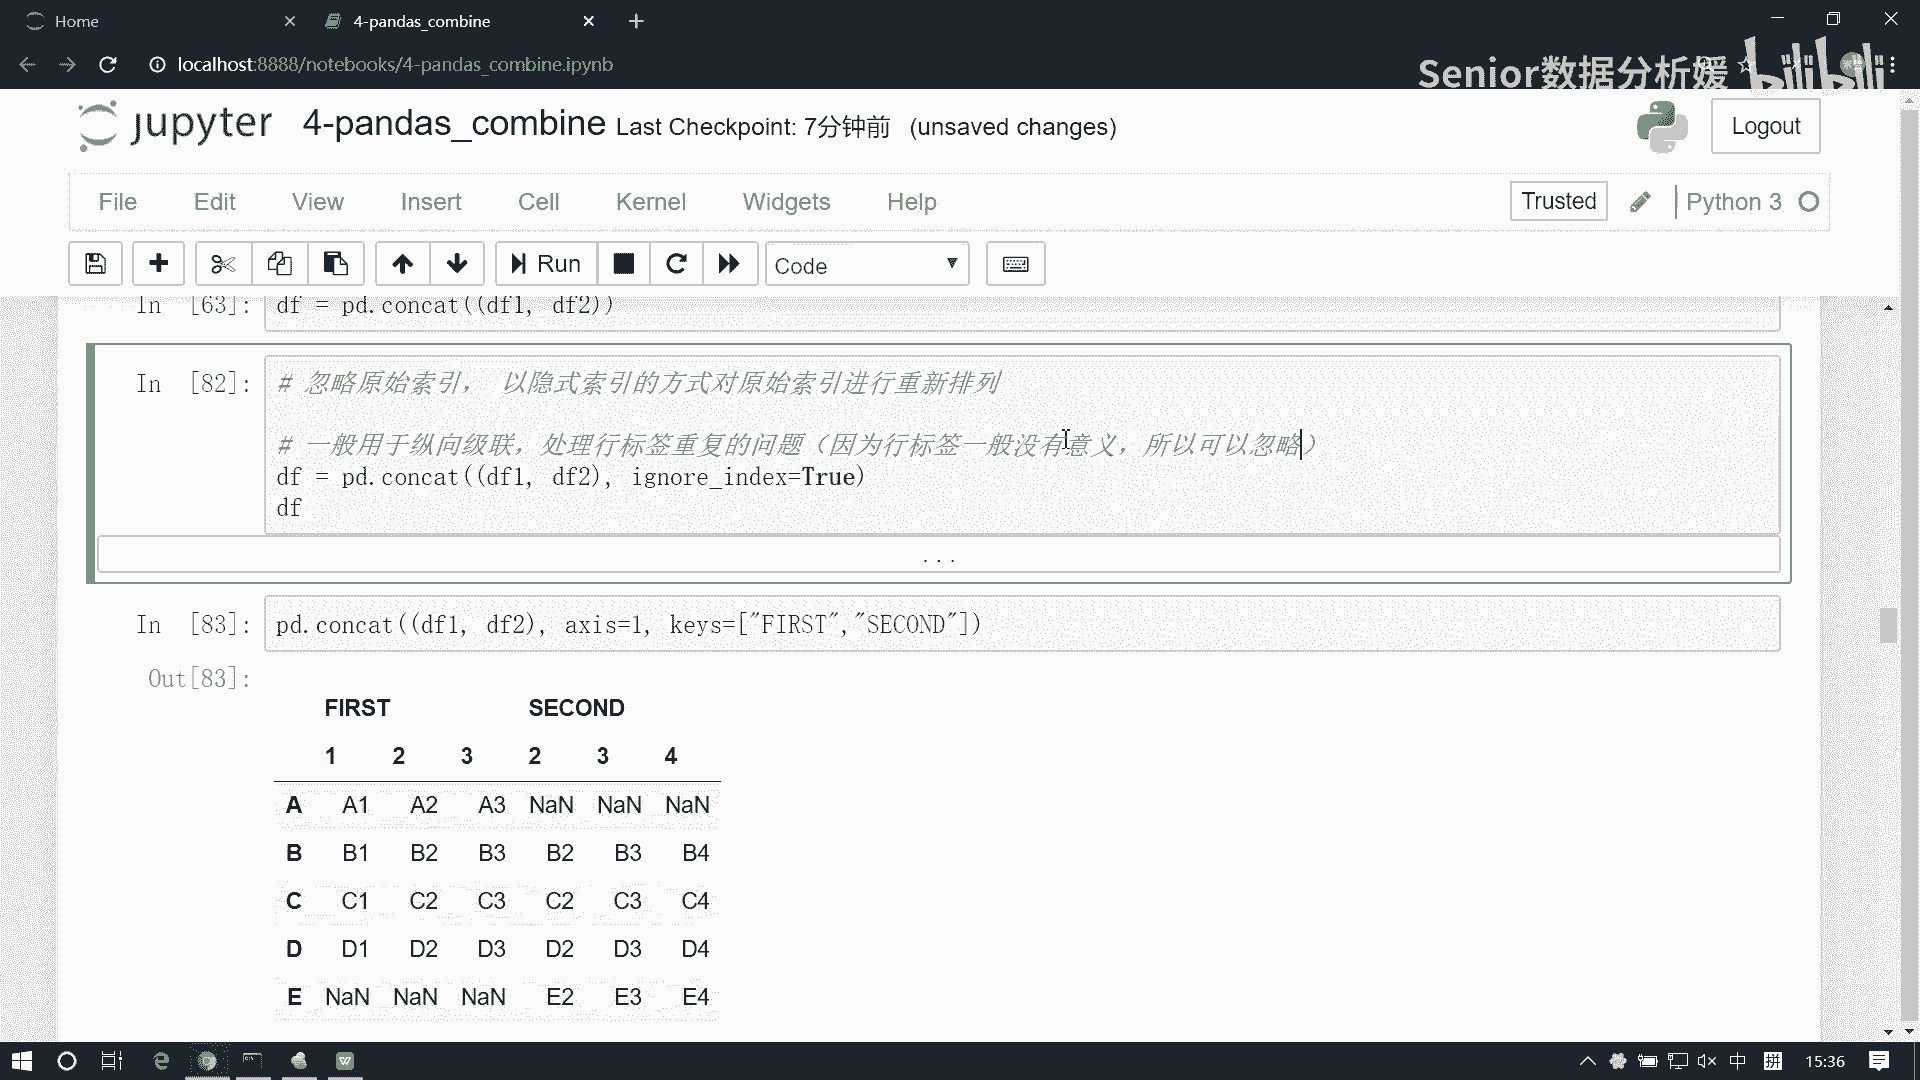 Home
4-pandas_combine
localhost:8888/notebooks/4-pandas_combine.ipynb
Senior数据分析媛
bilibili
jupyter 4-pandas_combine Last Checkpoint: 7分钟前 (unsaved changes)
Logout
File Edit View Insert Cell Kernel Widgets Help
Trusted
Python 3
Run
Code
In [63]: df = pd.concat((df1, df2))
In [82]: # 忽略原始索引， 以隐式索引的方式对原始索引进行重新排列
# 一般用于纵向级联，处理行标签重复的问题（因为行标签一般没有意义，所以可以忽略）
df = pd.concat((df1, df2), ignore_index=True)
df
...
In [83]: pd.concat((df1, df2), axis=1, keys=["FIRST","SECOND"])
Out[83]:
FIRST SECOND
1 2 3 2 3 4
A A1 A2 A3 NaN NaN NaN
B B1 B2 B3 B2 B3 B4
C C1 C2 C3 C2 C3 C4
D D1 D2 D3 D2 D3 D4
E NaN NaN NaN E2 E3 E4
中 拼 15:36